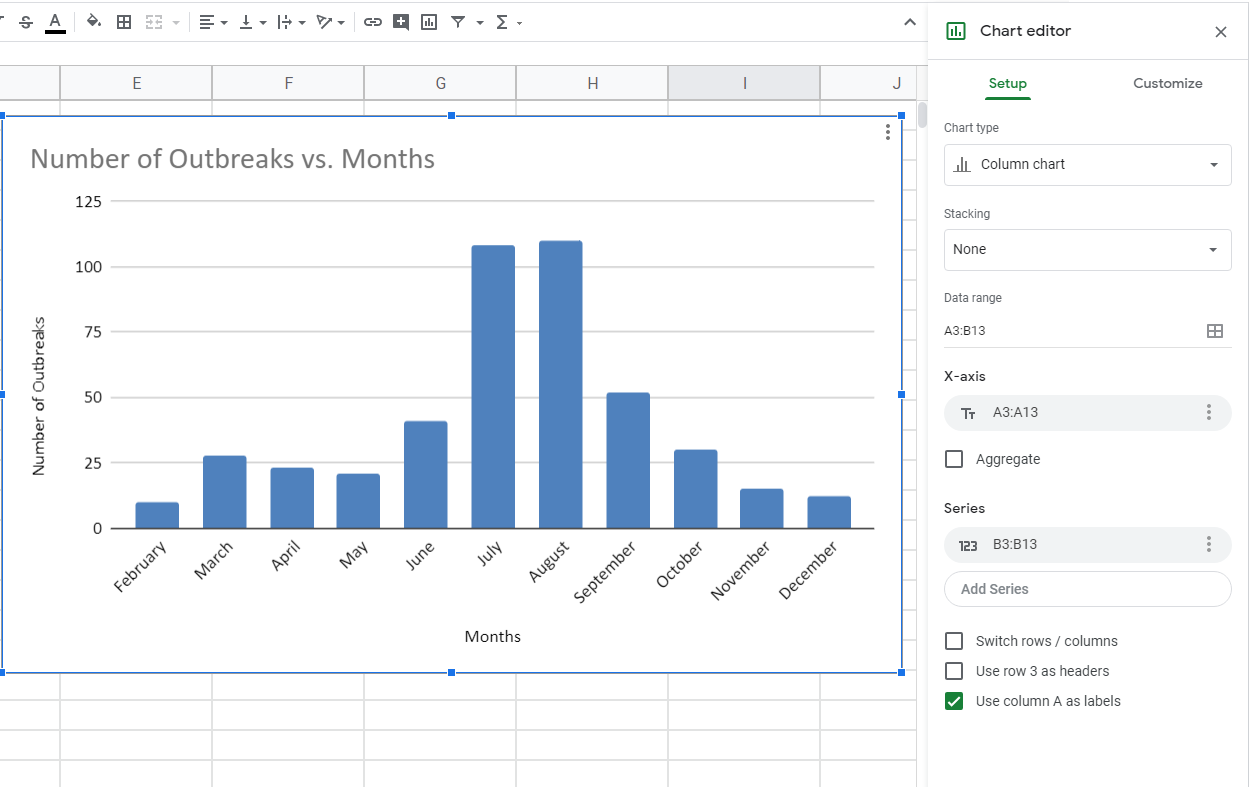 A
E F G H I J
Number of Outbreaks vs. Months
125
100
75
50
25
0
Number of Outbreaks
February March April May June July August September October November December
Months
Chart editor
Setup Customize
Chart type
Column chart
Stacking
None
Data range
A3:B13
X-axis
Tт A3:A13
Aggregate
Series
123 B3:B13
Add Series
Switch rows / columns
Use row 3 as headers
Use column A as labels